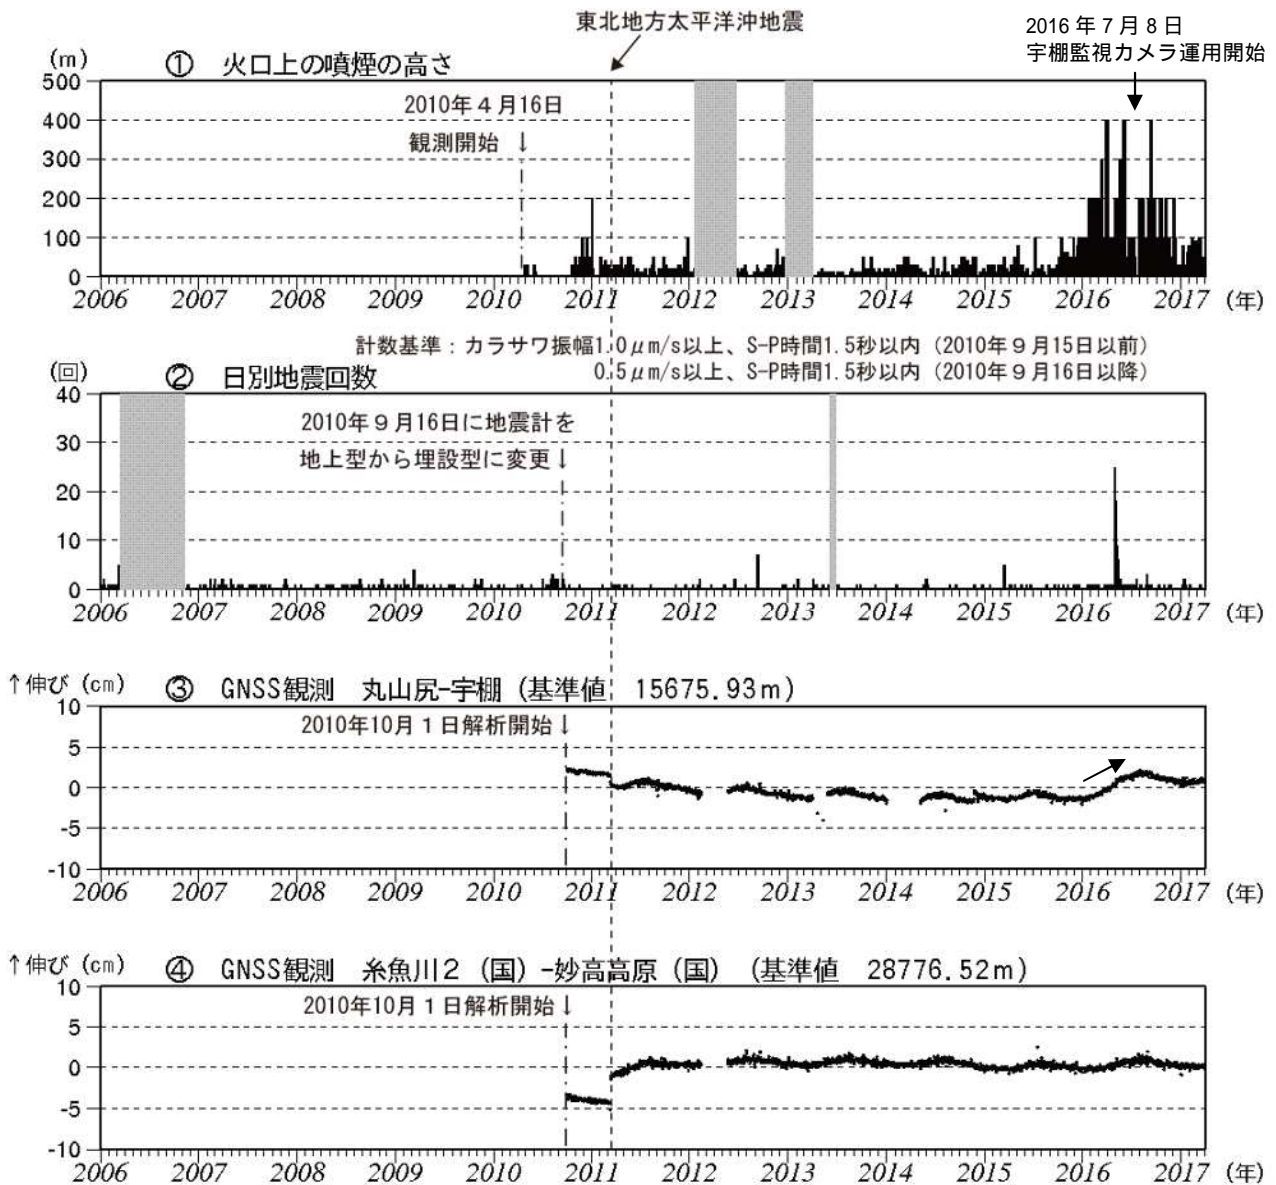 東北地方太平洋沖地震
2016 年 7 月 8 日
宇棚監視カメラ運用開始
(m) ① 火口上の噴煙の高さ
500
400
300
200
100
0
2010年4月16日
観測開始 ↓
2006 2007 2008 2009 2010 2011 2012 2013 2014 2015 2016 2017 (年)
計数基準：カラサワ振幅1.0μm/s以上、S-P時間1.5秒以内（2010年9月15日以前）
0.5μm/s以上、S-P時間1.5秒以内（2010年9月16日以降）
(回) ② 日別地震回数
40
30
20
10
0
2010年9月16日に地震計を
地上型から埋設型に変更↓
2006 2007 2008 2009 2010 2011 2012 2013 2014 2015 2016 2017 (年)
↑伸び (cm) ③ GNSS観測 丸山尻-宇棚 (基準値 15675.93m)
10
5
0
-5
-10
2010年10月1日解析開始↓
2006 2007 2008 2009 2010 2011 2012 2013 2014 2015 2016 2017 (年)
↑伸び (cm) ④ GNSS観測 糸魚川2 (国) -妙高高原 (国) (基準値 28776.52m)
10
5
0
-5
-10
2010年10月1日解析開始↓
2006 2007 2008 2009 2010 2011 2012 2013 2014 2015 2016 2017 (年)